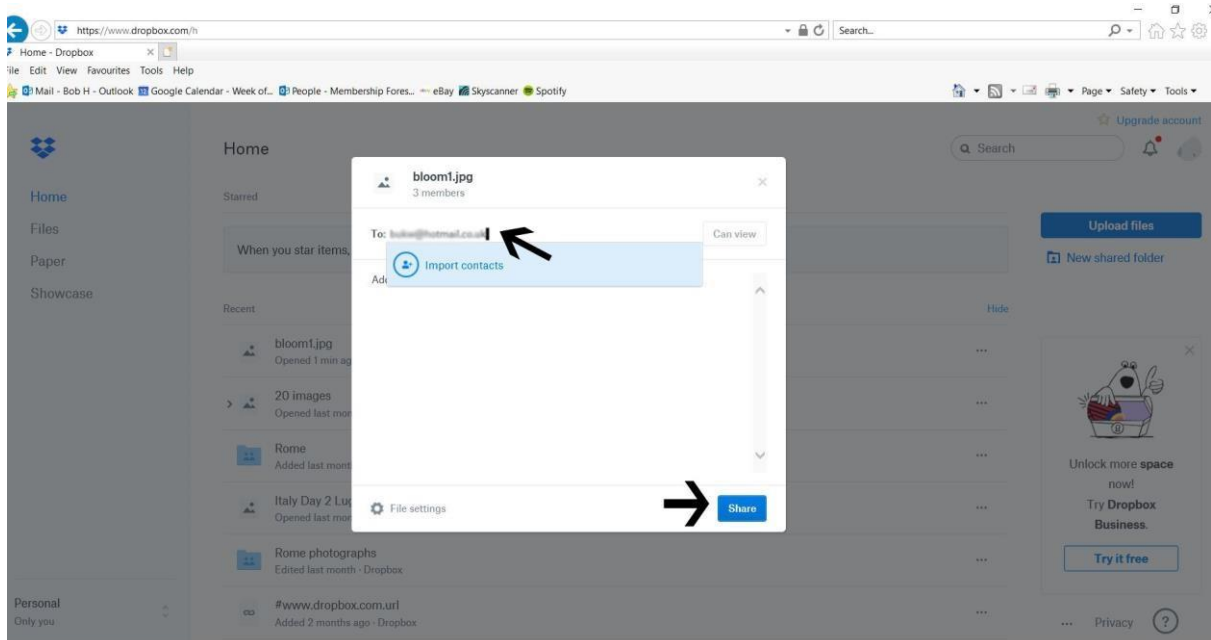 https://www.dropbox.com/h
Search...
Home - Dropbox
File Edit View Favourites Tools Help
Mail - Bob H - Outlook Google Calendar - Week of... People - Membership Fores... eBay Skyscanner Spotify
Page Safety Tools
Upgrade account
Home
Search
bloom1.jpg
3 members
Home
Files
Paper
Showcase
Starred
When you star items,
To: @hotmail.co.uk
Can view
Import contacts
Upload files
New shared folder
Recent
Hide
bloom1.jpg
Opened 1 min ag
20 images
Opened last mon
Rome
Added last mont
Italy Day 2 Lug
Opened last mon
File settings
Share
Rome photographs
Edited last month · Dropbox
#www.dropbox.com.url
Added 2 months ago · Dropbox
Unlock more space
now!
Try Dropbox
Business.
Try it free
Personal
Only you
... Privacy ?